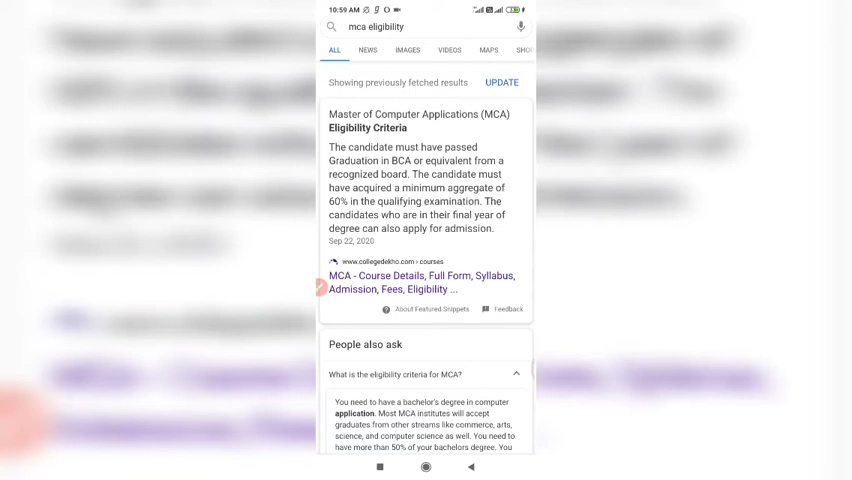 10:59 AM
mca eligibility
ALL NEWS IMAGES VIDEOS MAPS SHOP
Showing previously fetched results UPDATE
Master of Computer Applications (MCA)
Eligibility Criteria
The candidate must have passed
Graduation in BCA or equivalent from a
recognized board. The candidate must
have acquired a minimum aggregate of
60% in the qualifying examination. The
candidates who are in their final year of
degree can also apply for admission.
Sep 22, 2020
www.collegedekho.com › courses
MCA - Course Details, Full Form, Syllabus,
Admission, Fees, Eligibility ...
About Featured Snippets Feedback
People also ask
What is the eligibility criteria for MCA?
You need to have a bachelor's degree in computer
application. Most MCA institutes will accept
graduates from other streams like commerce, arts,
science, and computer science as well. You need to
have more than 50% of your bachelors degree. You